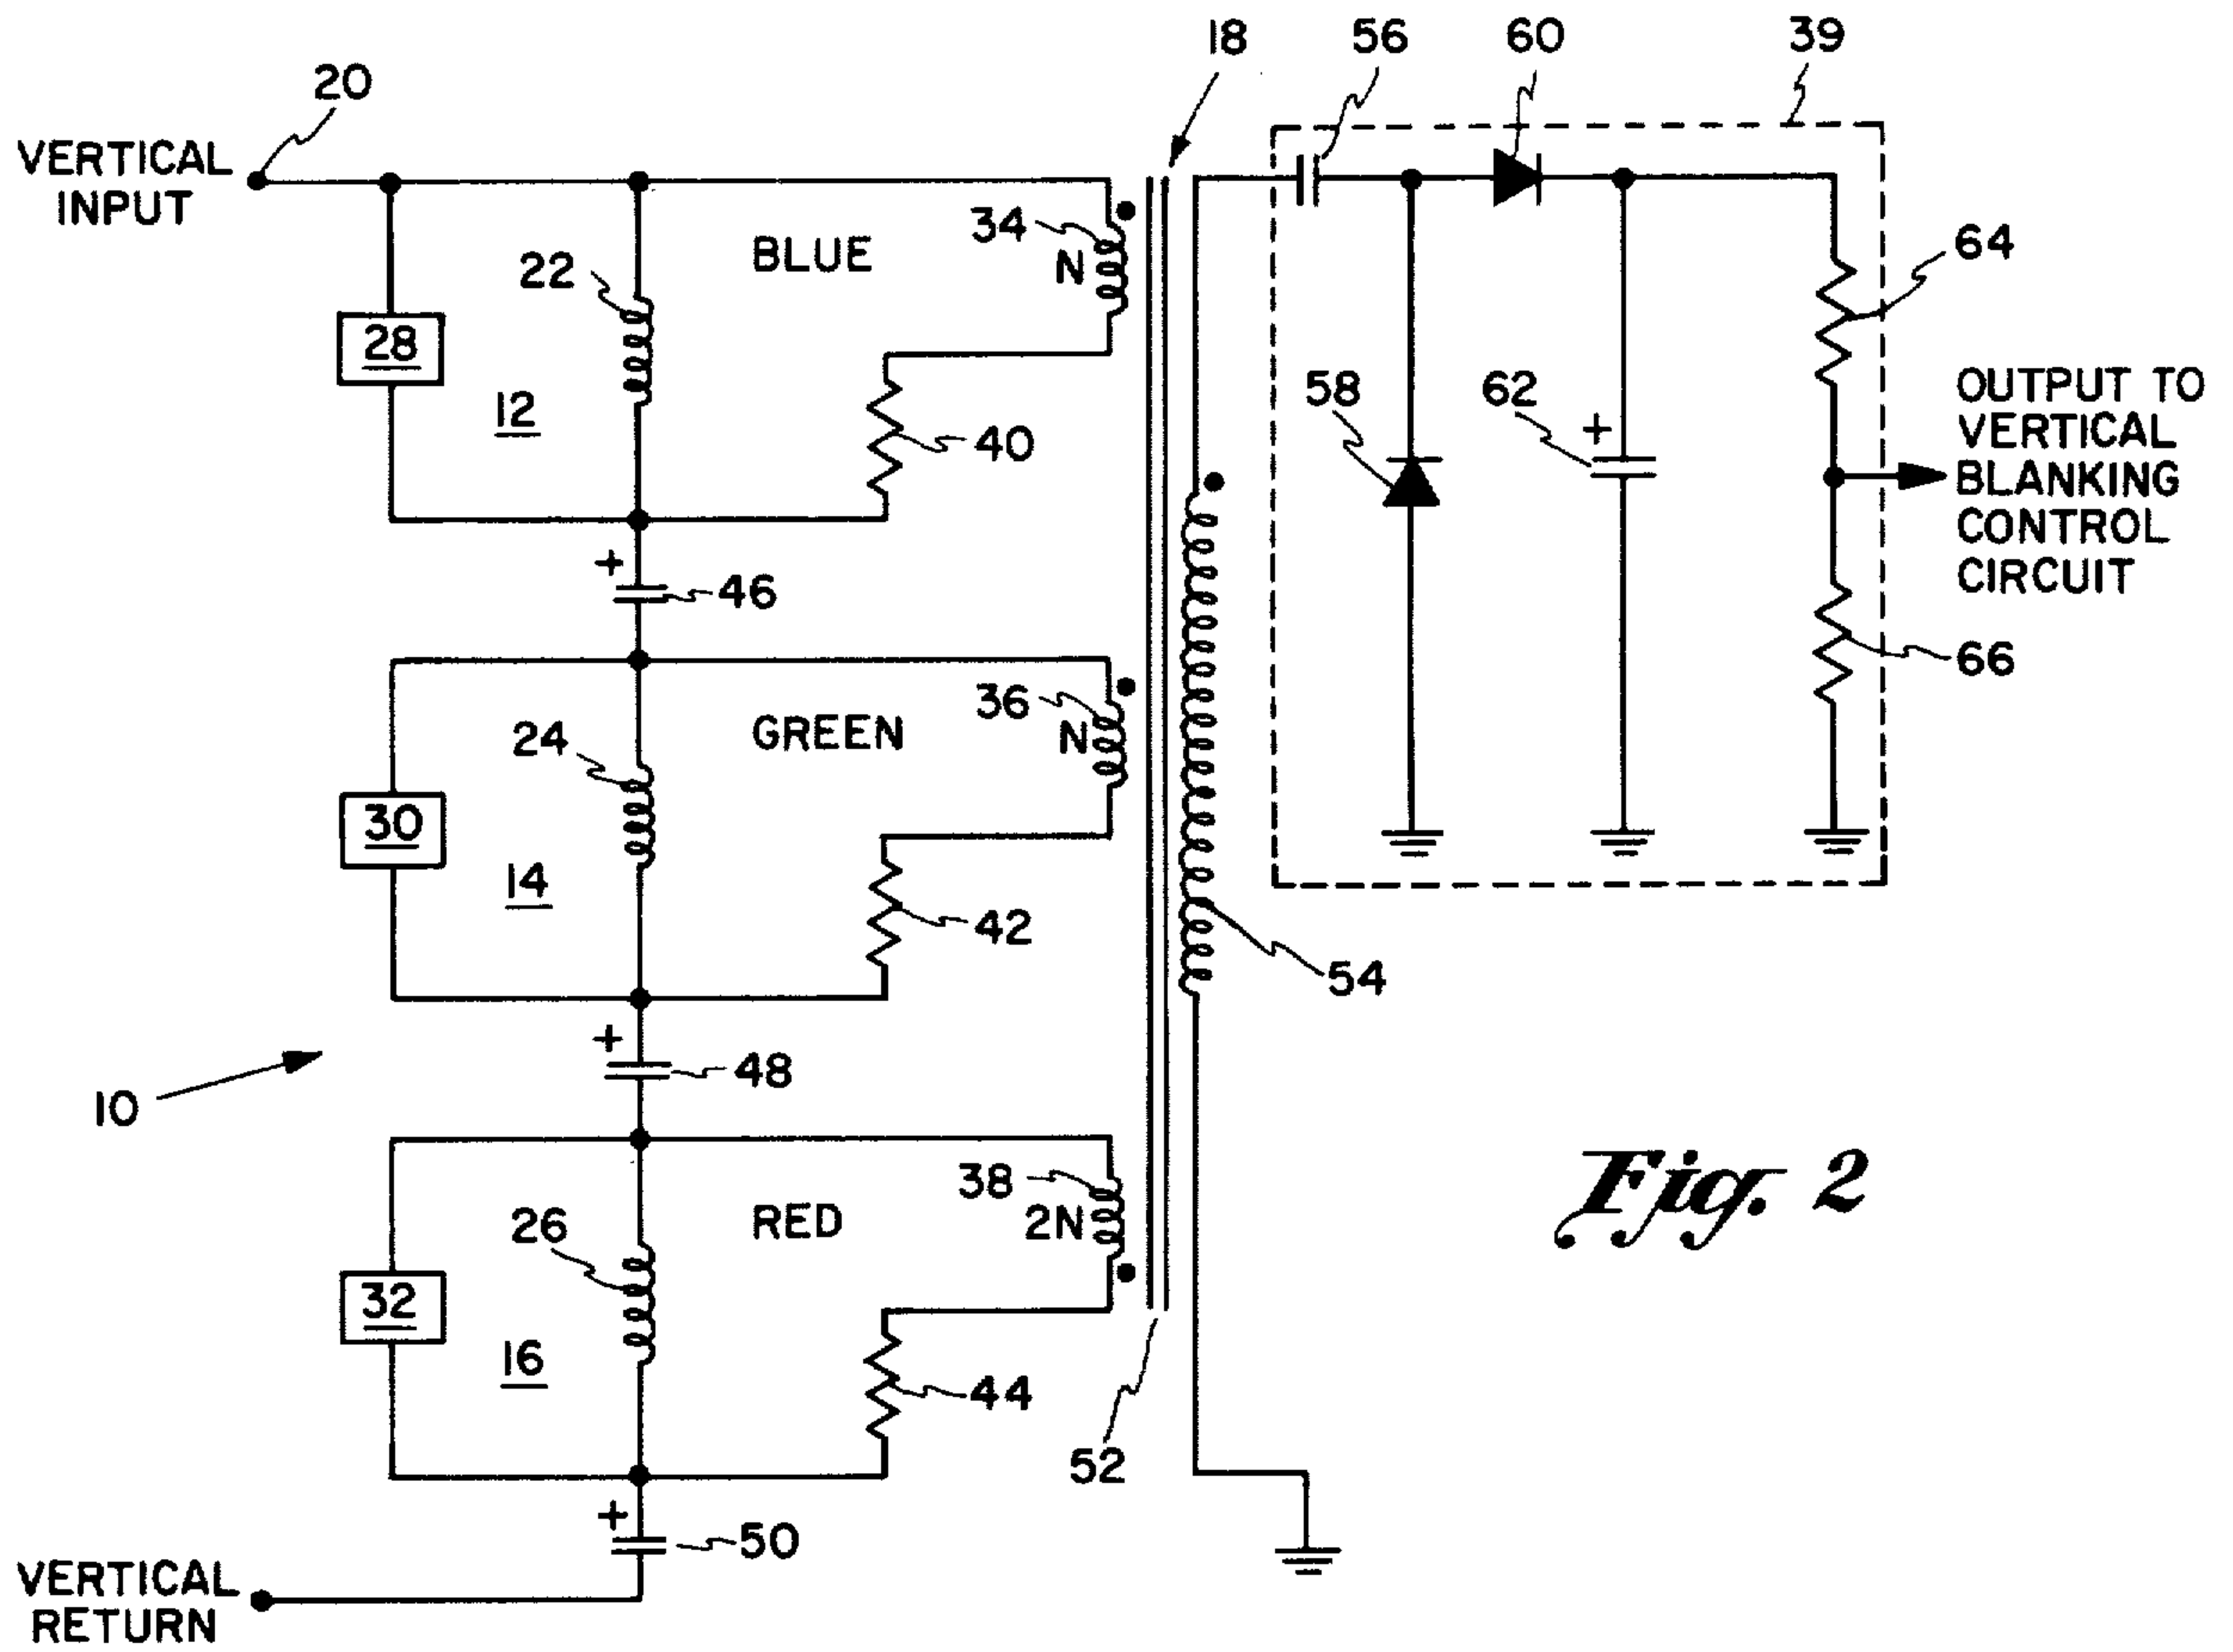 18
56
60
39
20
VERTICAL
INPUT
34
N
BLUE
22
64
28
12
40
58
62
+
OUTPUT TO
VERTICAL
BLANKING
CONTROL
CIRCUIT
+
46
36
N
GREEN
24
66
30
14
42
54
+
48
10
38
2N
RED
26
32
16
44
52
+
50
VERTICAL
RETURN
Fig. 2